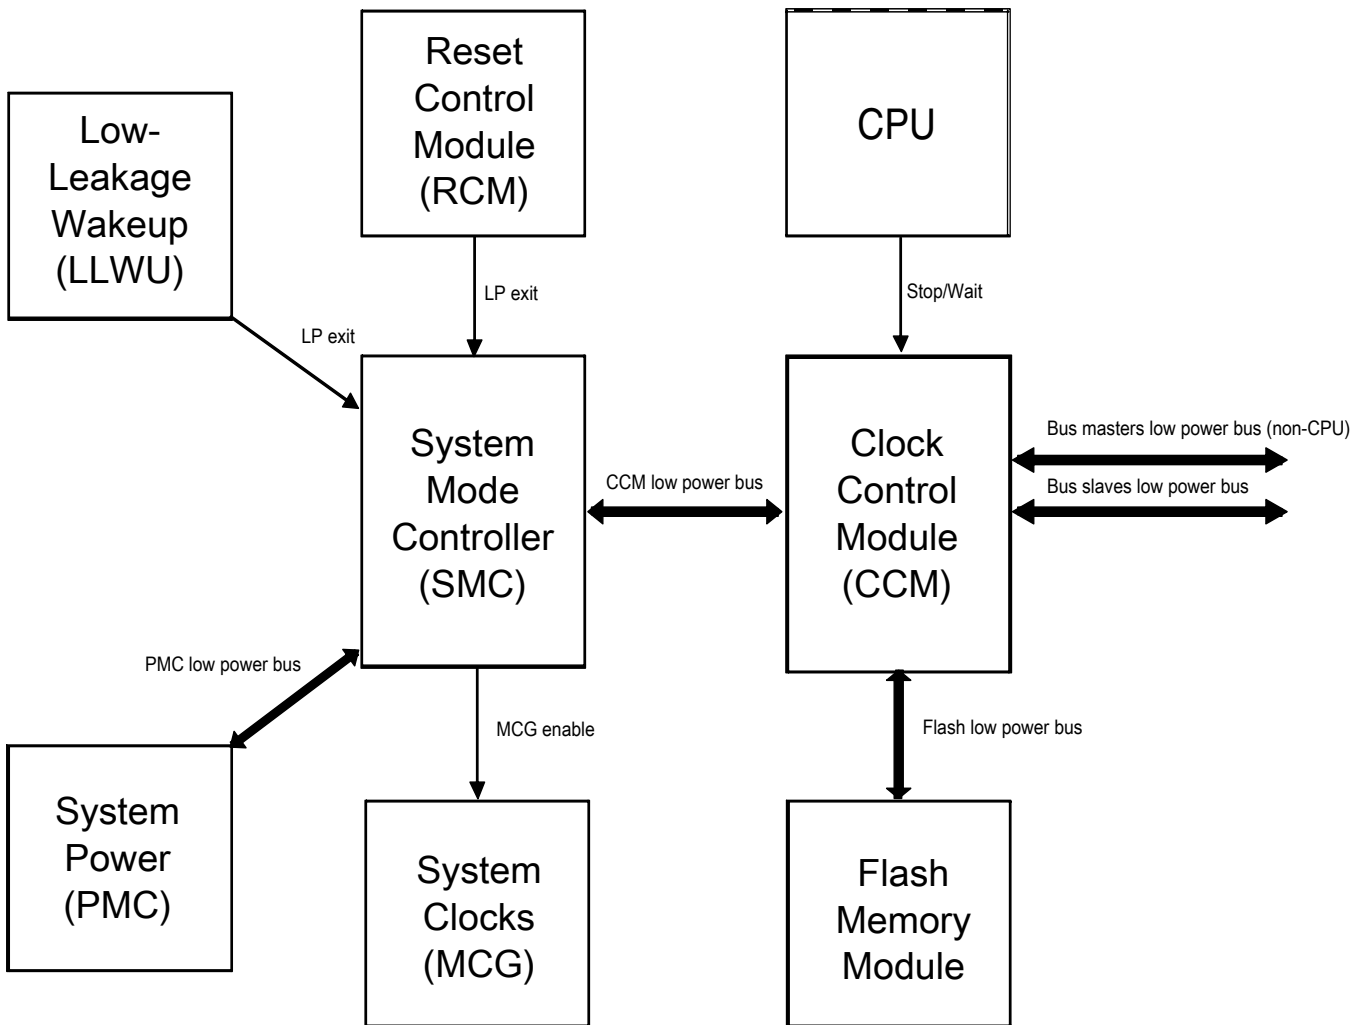 Reset
Control
Module
(RCM)
CPU
Low-
Leakage
Wakeup
(LLWU)
LP exit
Stop/Wait
LP exit
System
Mode
Controller
(SMC)
CCM low power bus
Clock
Control
Module
(CCM)
Bus masters low power bus (non-CPU)
Bus slaves low power bus
PMC low power bus
MCG enable
Flash low power bus
System
Power
(PMC)
System
Clocks
(MCG)
Flash
Memory
Module